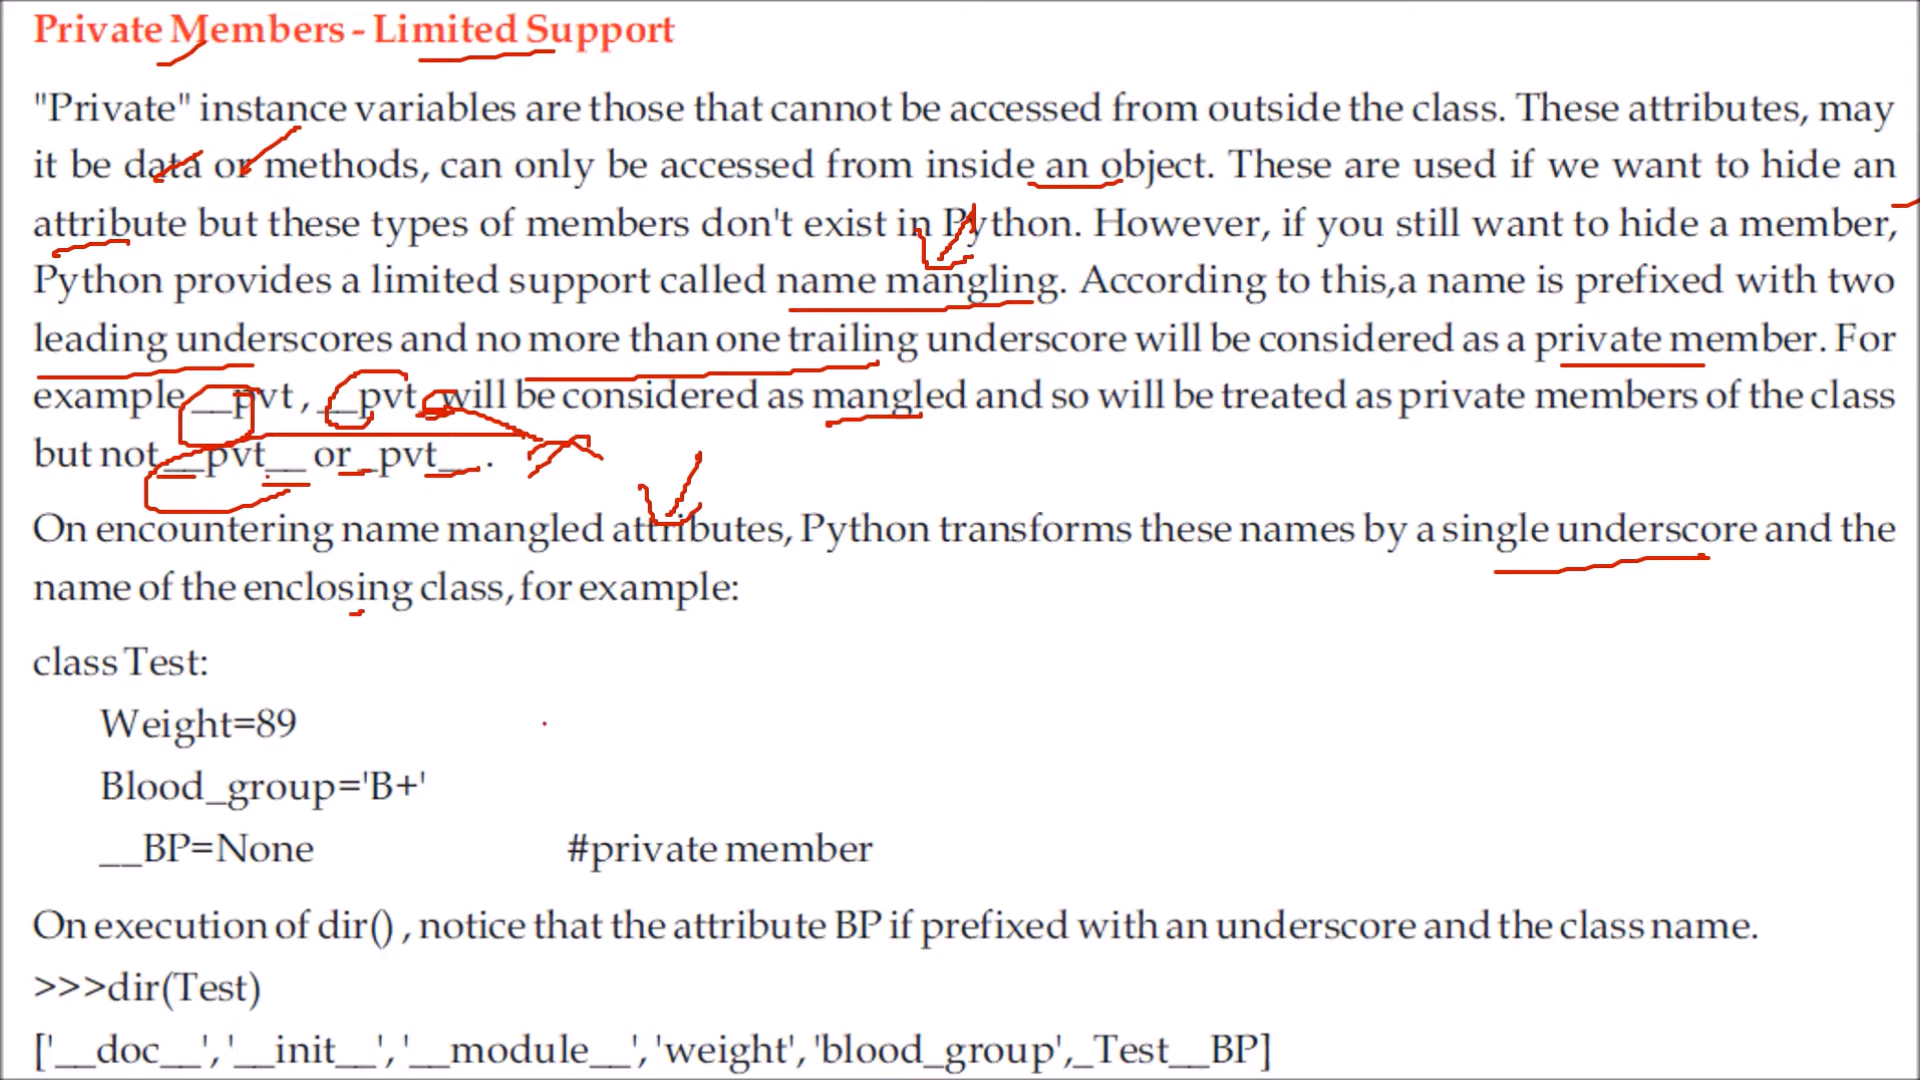 Private Members - Limited Support
"Private" instance variables are those that cannot be accessed from outside the class. These attributes, may
it be data or methods, can only be accessed from inside an object. These are used if we want to hide an
attribute but these types of members don't exist in Python. However, if you still want to hide a member,
Python provides a limited support called name mangling. According to this,a name is prefixed with two
leading underscores and no more than one trailing underscore will be considered as a private member. For
example __pvt , __pvt_ will be considered as mangled and so will be treated as private members of the class
but not __pvt__ or _pvt__ .
On encountering name mangled attributes, Python transforms these names by a single underscore and the
name of the enclosing class, for example:
class Test:
Weight=89
Blood_group='B+'
__BP=None #private member
On execution of dir() , notice that the attribute BP if prefixed with an underscore and the class name.
>>>dir(Test)
['__doc__', '__init__', '__module__', 'weight', 'blood_group',_Test__BP]